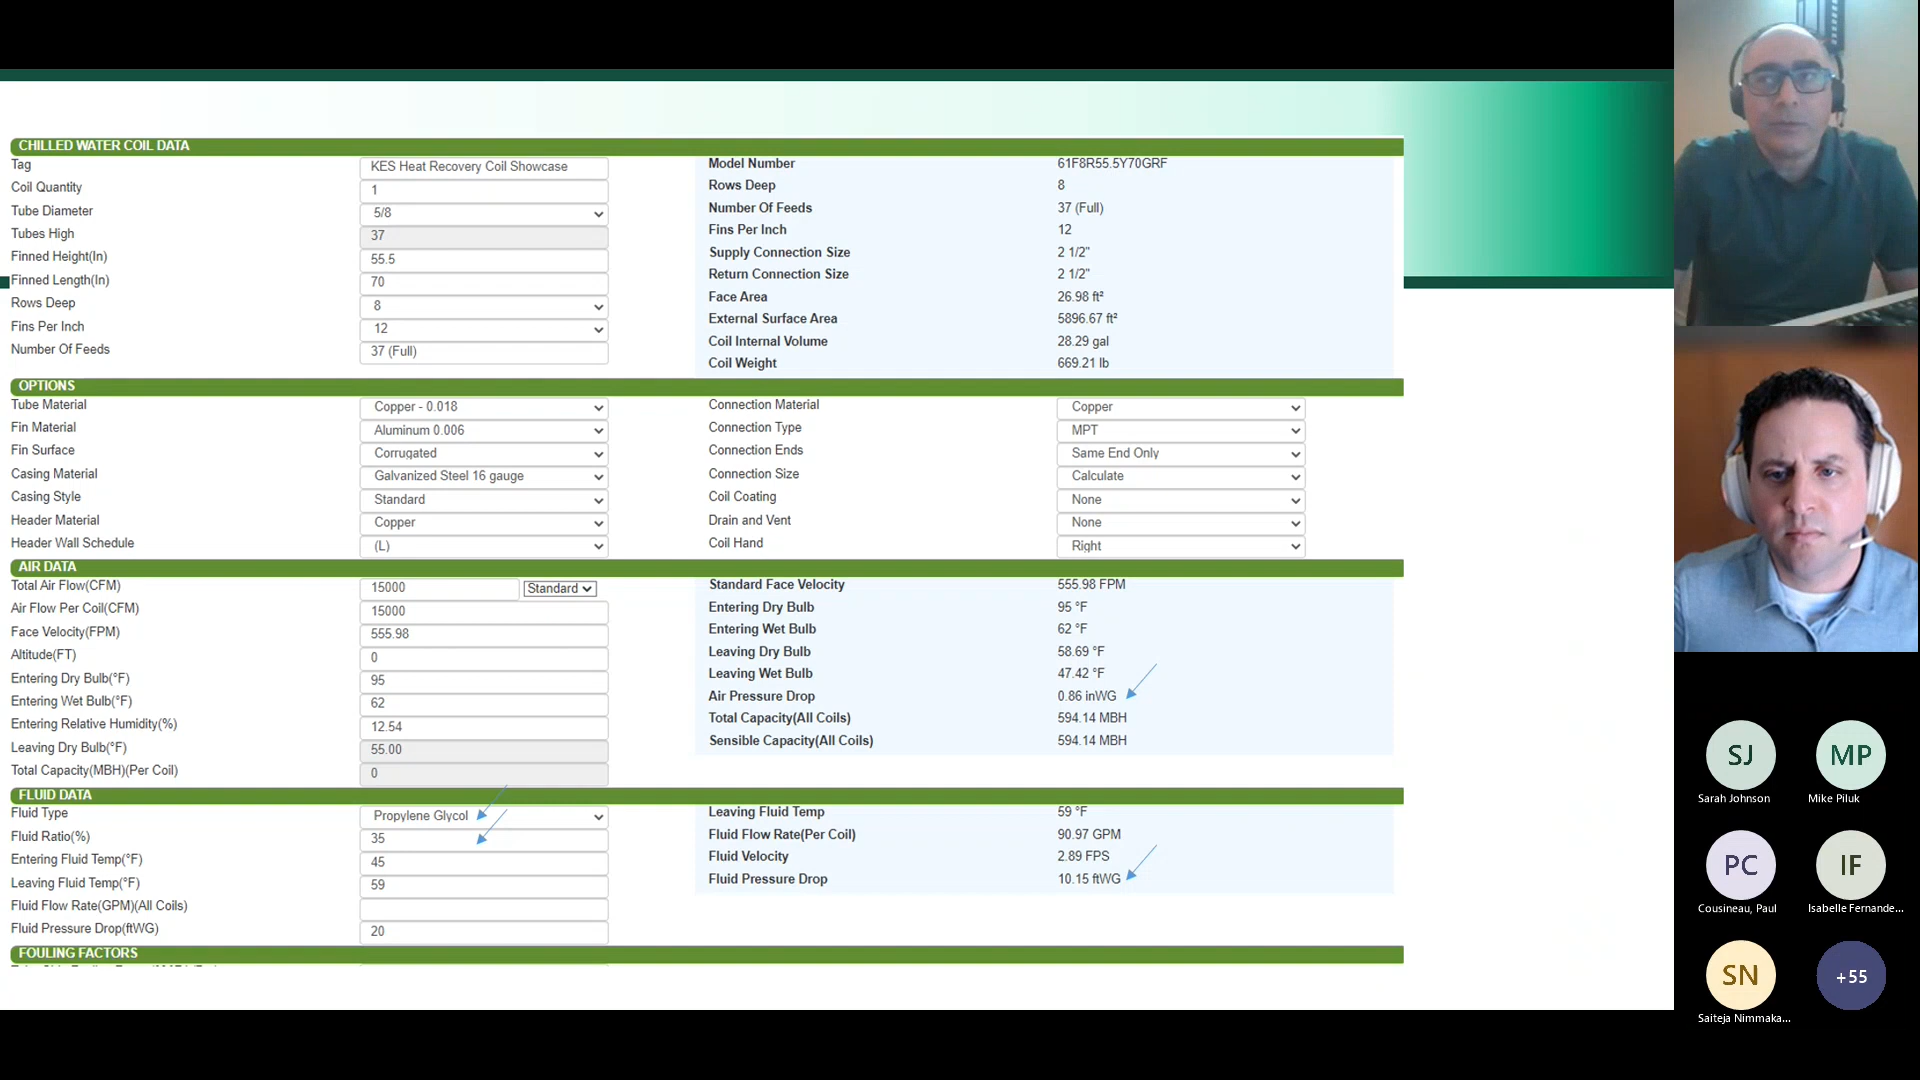 CHILLED WATER COIL DATA
Tag KES Heat Recovery Coil Showcase
Coil Quantity 1
Tube Diameter 5/8
Tubes High 37
Finned Height(In) 55.5
Finned Length(In) 70
Rows Deep 8
Fins Per Inch 12
Number Of Feeds 37 (Full)
Model Number 61F8R55.5Y70GRF
Rows Deep 8
Number Of Feeds 37 (Full)
Fins Per Inch 12
Supply Connection Size 2 1/2"
Return Connection Size 2 1/2"
Face Area 26.98 ft²
External Surface Area 5896.67 ft²
Coil Internal Volume 28.29 gal
Coil Weight 669.21 lb
OPTIONS
Tube Material Copper - 0.018
Fin Material Aluminum 0.006
Fin Surface Corrugated
Casing Material Galvanized Steel 16 gauge
Casing Style Standard
Header Material Copper
Header Wall Schedule (L)
Connection Material Copper
Connection Type MPT
Connection Ends Same End Only
Connection Size Calculate
Coil Coating None
Drain and Vent None
Coil Hand Right
AIR DATA
Total Air Flow(CFM) 15000 Standard
Air Flow Per Coil(CFM) 15000
Face Velocity(FPM) 555.98
Altitude(FT) 0
Entering Dry Bulb(°F) 95
Entering Wet Bulb(°F) 62
Entering Relative Humidity(%) 12.54
Leaving Dry Bulb(°F) 55.00
Total Capacity(MBH)(Per Coil) 0
Standard Face Velocity 555.98 FPM
Entering Dry Bulb 95 °F
Entering Wet Bulb 62 °F
Leaving Dry Bulb 58.69 °F
Leaving Wet Bulb 47.42 °F
Air Pressure Drop 0.86 inWG
Total Capacity(All Coils) 594.14 MBH
Sensible Capacity(All Coils) 594.14 MBH
FLUID DATA
Fluid Type Propylene Glycol
Fluid Ratio(%) 35
Entering Fluid Temp(°F) 45
Leaving Fluid Temp(°F) 59
Fluid Flow Rate(GPM)(All Coils)
Fluid Pressure Drop(ftWG) 20
Leaving Fluid Temp 59 °F
Fluid Flow Rate(Per Coil) 90.97 GPM
Fluid Velocity 2.89 FPS
Fluid Pressure Drop 10.15 ftWG
FOULING FACTORS
SJ
Sarah Johnson
MP
Mike Piluk
PC
Cousineau, Paul
IF
Isabelle Fernande...
SN
Saiteja Nimmaka...
+55